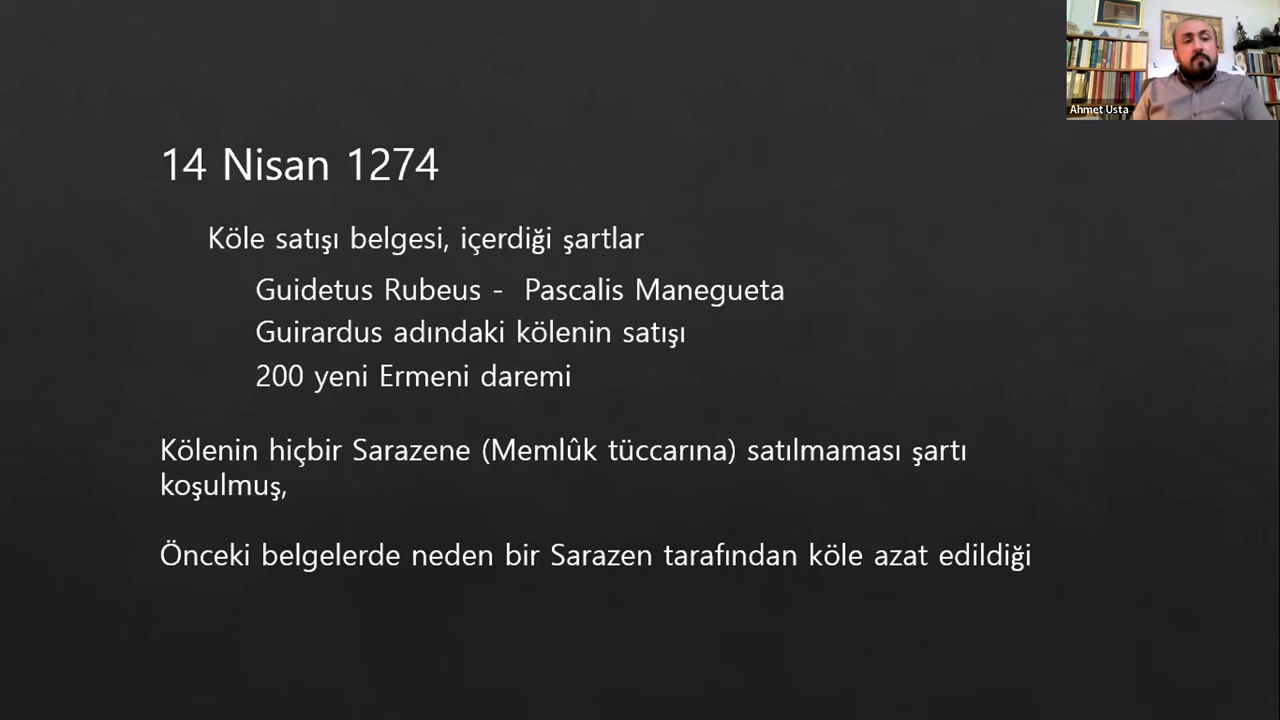 Ahmet Usta
14 Nisan 1274
Köle satışı belgesi, içerdiği şartlar
Guidetus Rubeus - Pascalis Manegueta
Guirardus adındaki kölenin satışı
200 yeni Ermeni daremi
Kölenin hiçbir Sarazene (Memlûk tüccarına) satılmaması şartı
koşulmuş,
Önceki belgelerde neden bir Sarazen tarafından köle azat edildiği